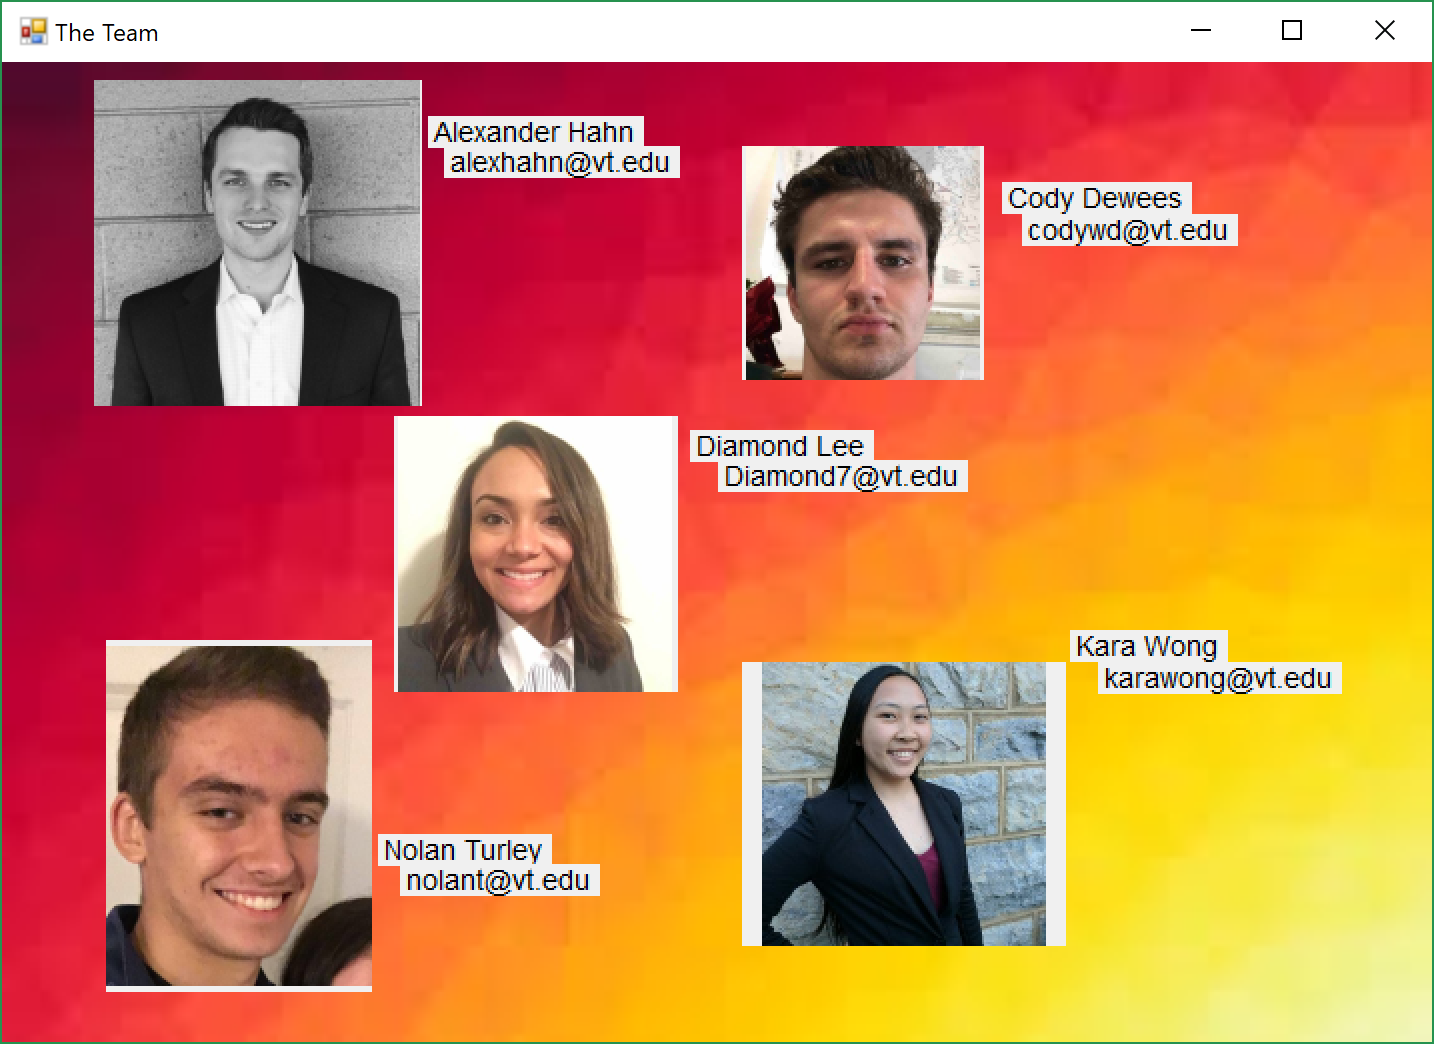 The Team
Alexander Hahn
alexhahn@vt.edu
Cody Dewees
codywd@vt.edu
Diamond Lee
Diamond7@vt.edu
Kara Wong
karawong@vt.edu
Nolan Turley
nolant@vt.edu